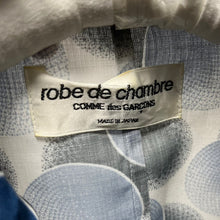 robe de chambre
COMME des GARÇONS
MADE IN JAPAN